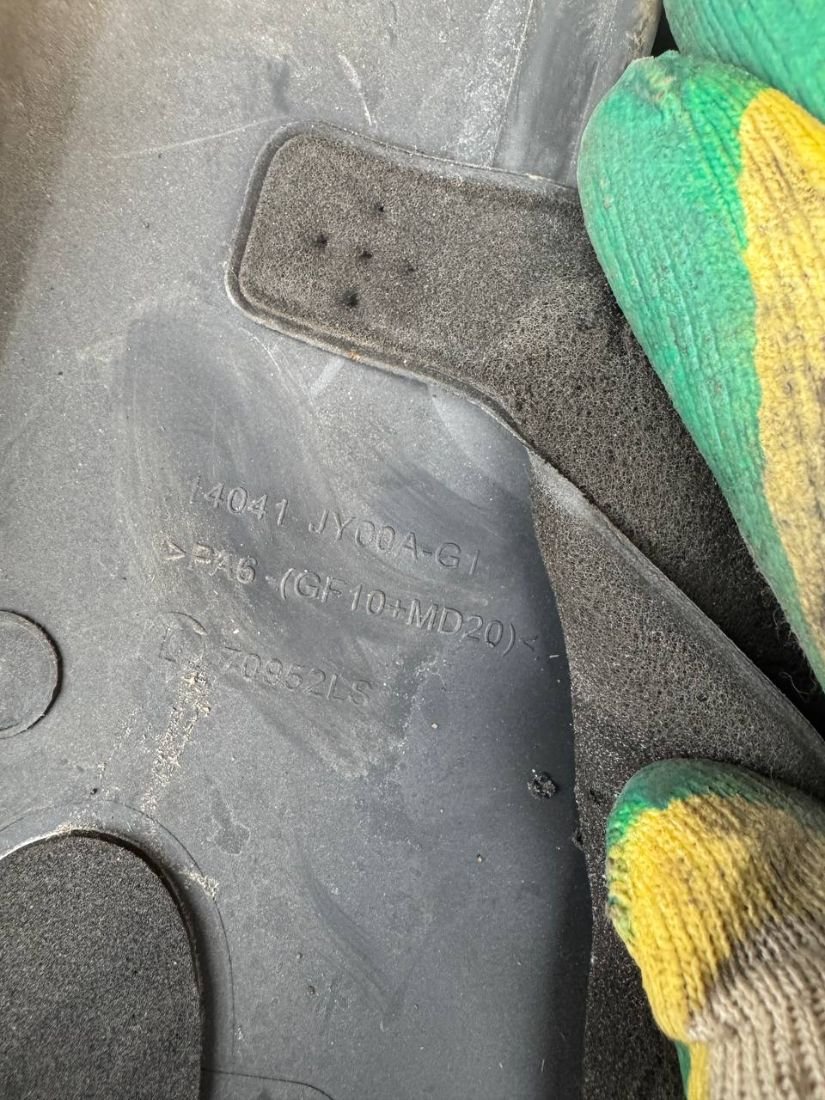 14041 JY00A-G1
>PA6-(GF10+MD20)<
70952LS